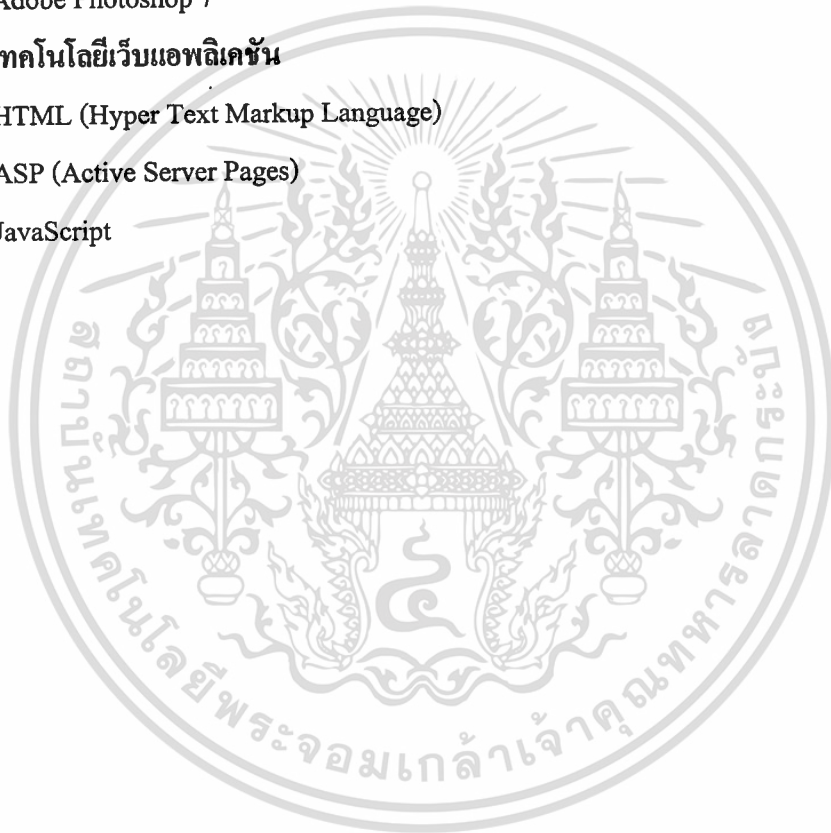 Adobe Photoshop 7
เทคโนโลยีเว็บแอพลิเคชัน
HTML (Hyper Text Markup Language)
ASP (Active Server Pages)
JavaScript
สถาบันเทคโนโลยีพระจอมเกล้าเจ้าคุณทหารลาดกระบัง